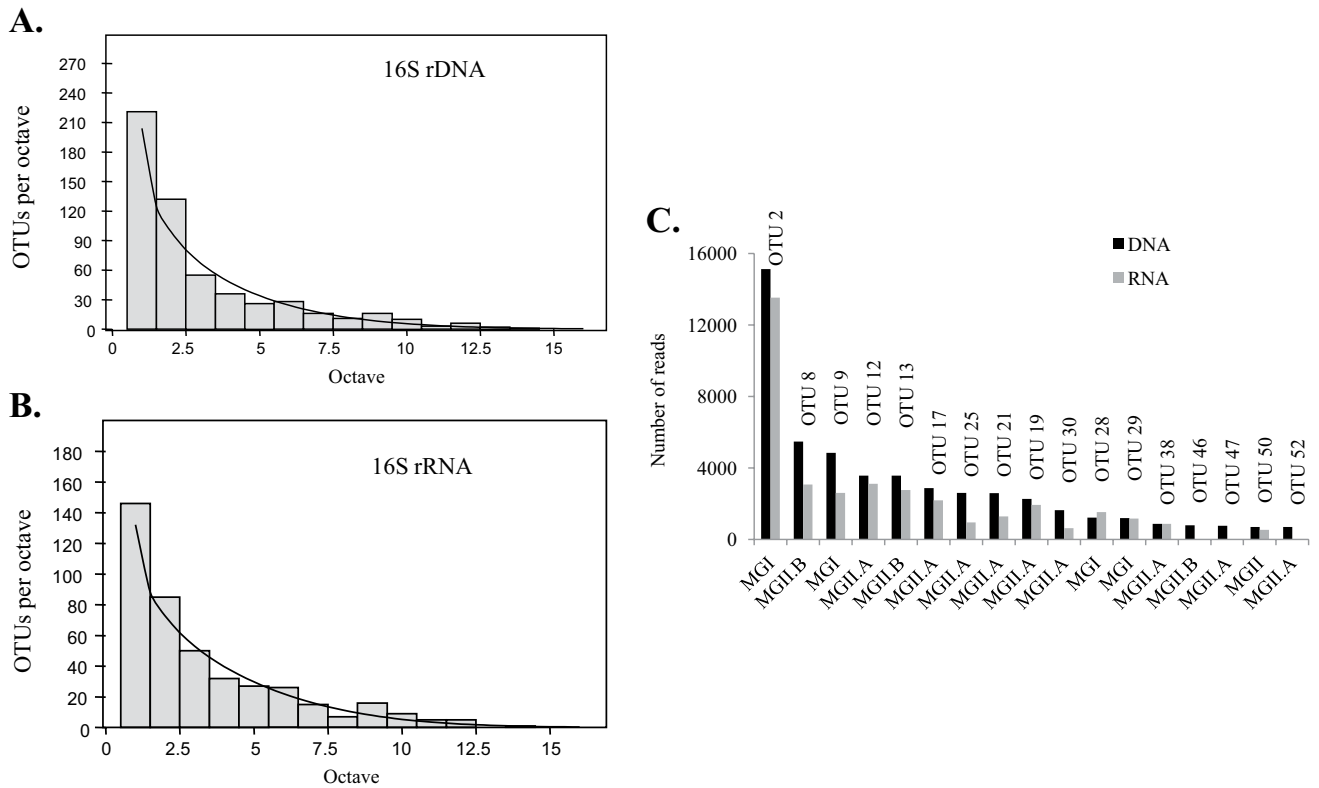 A.
16S rDNA
OTUs per octave
270
240
210
180
150
120
90
60
30
0
0 2.5 5 7.5 10 12.5 15
Octave
B.
16S rRNA
OTUs per octave
180
160
140
120
100
80
60
40
20
0
0 2.5 5 7.5 10 12.5 15
Octave
C.
DNA
RNA
Number of reads
16000
12000
8000
4000
0
OTU 2
OTU 8
OTU 9
OTU 12
OTU 13
OTU 17
OTU 25
OTU 21
OTU 19
OTU 30
OTU 28
OTU 29
OTU 38
OTU 46
OTU 47
OTU 50
OTU 52
MGI
MGII.B
MGI
MGII.A
MGII.B
MGII.A
MGII.A
MGII.A
MGII.A
MGII.A
MGI
MGI
MGII.A
MGII.B
MGII.A
MGII
MGII.A